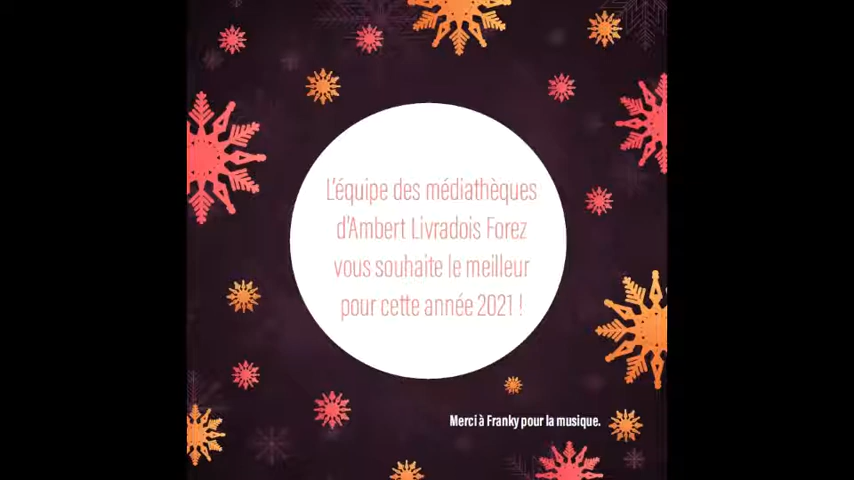 L'équipe des médiathèques
d'Ambert Livradois Forez
vous souhaite le meilleur
pour cette année 2021 !
Merci à Franky pour la musique.